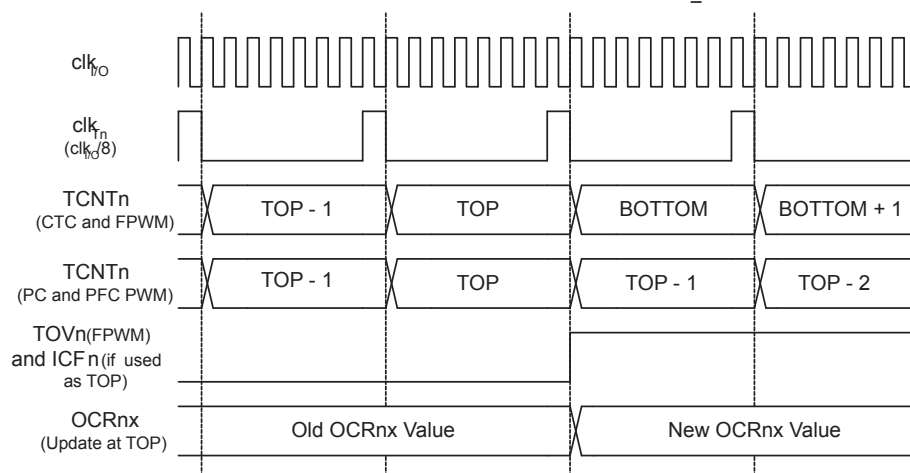 clkI/O
clkTn
(clkI/O/8)
TCNTn
(CTC and FPWM)
TOP - 1
TOP
BOTTOM
BOTTOM + 1
TCNTn
(PC and PFC PWM)
TOP - 1
TOP
TOP - 1
TOP - 2
TOVn(FPWM)
and ICFn(if used
as TOP)
OCRnx
(Update at TOP)
Old OCRnx Value
New OCRnx Value